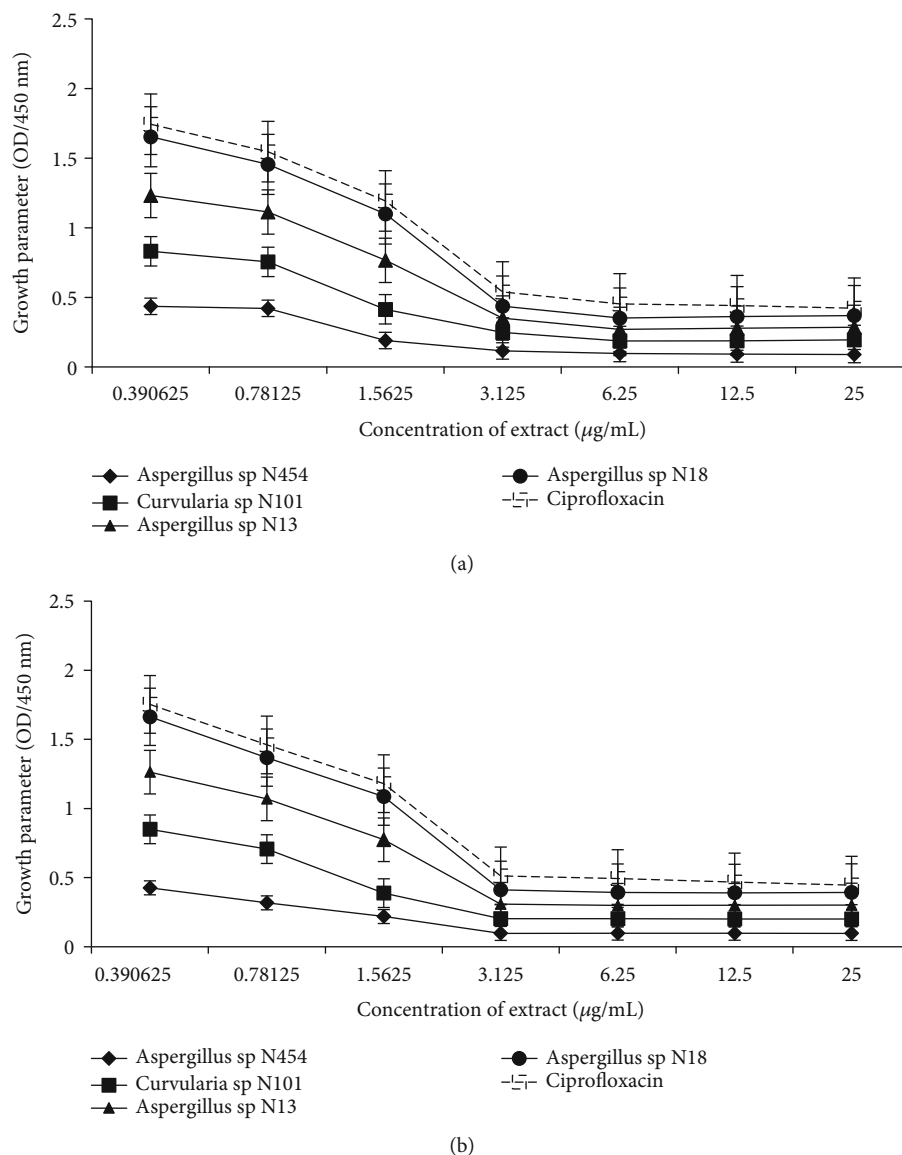 2.5
2
1.5
1
0.5
0
Growth parameter (OD/450 nm)
0.390625 0.78125 1.5625 3.125 6.25 12.5 25
Concentration of extract (μg/mL)
Aspergillus sp N454
Curvularia sp N101
Aspergillus sp N13
Aspergillus sp N18
Ciprofloxacin
(a)
2.5
2
1.5
1
0.5
0
Growth parameter (OD/450 nm)
0.390625 0.78125 1.5625 3.125 6.25 12.5 25
Concentration of extract (μg/mL)
Aspergillus sp N454
Curvularia sp N101
Aspergillus sp N13
Aspergillus sp N18
Ciprofloxacin
(b)